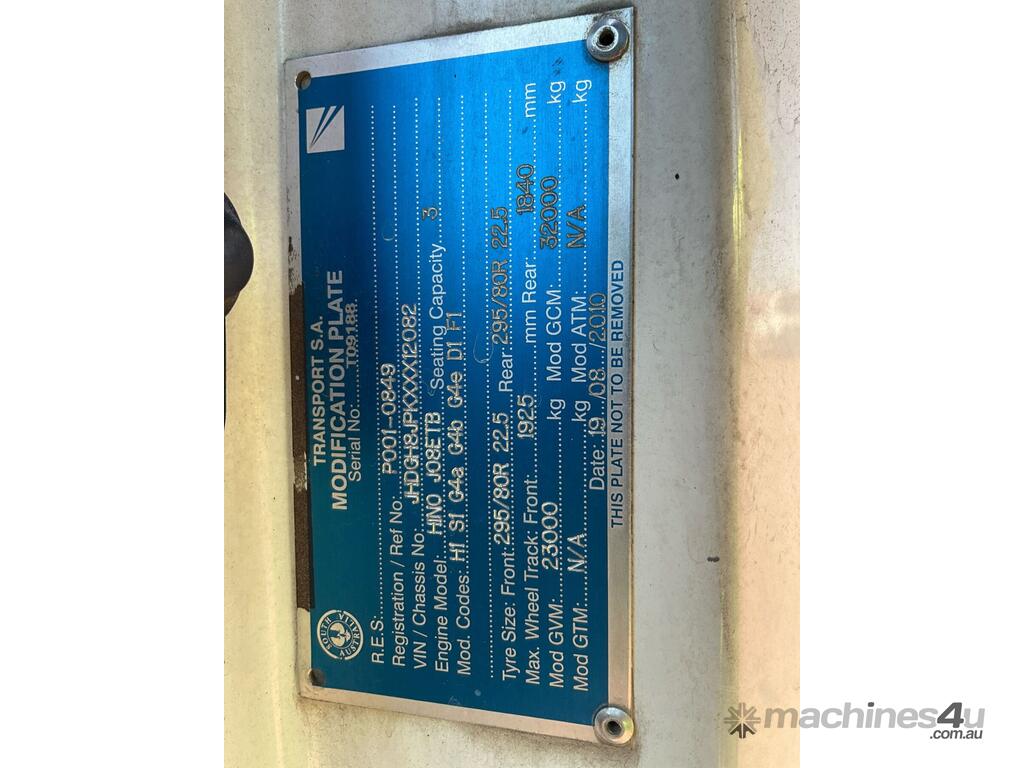 TRANSPORT S.A.
MODIFICATION PLATE
Serial No: T09188
SOUTH AUSTRALIA
R.E.S:
Registration / Ref No: P001-0849
VIN / Chassis No: JHDGH8JPKXXX12082
Engine Model: HINO J08ETB Seating Capacity 3
Mod. Codes: H1 S1 G4a G4b G4e D1 F1
Tyre Size: Front: 295/80R 22.5 Rear: 295/80R 22.5
Max. Wheel Track: Front: 1925 mm Rear: 1840 mm
Mod GVM: 23000 kg Mod GCM: 32000 kg
Mod GTM: N/A kg Mod ATM: N/A kg
Date: 19 / 08 / 2010
THIS PLATE NOT TO BE REMOVED
machines4u
.com.au